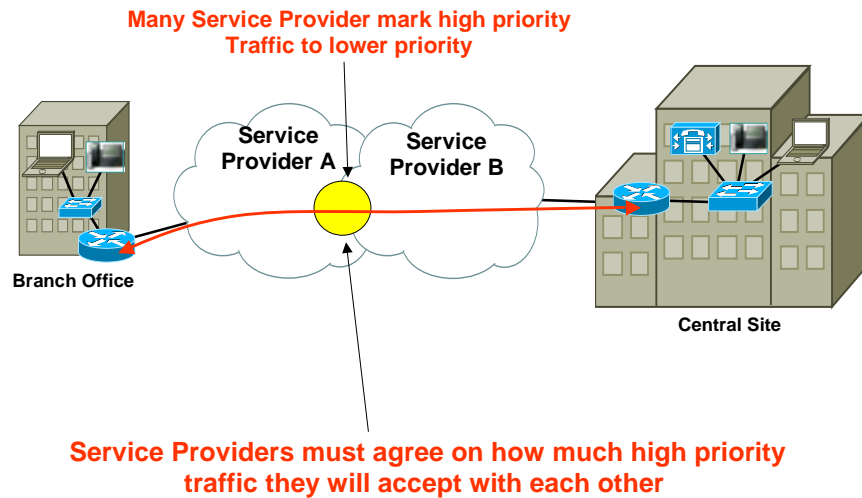 Many Service Provider mark high priority
Traffic to lower priority
Service
Provider A
Service
Provider B
Branch Office
Central Site
Service Providers must agree on how much high priority
traffic they will accept with each other